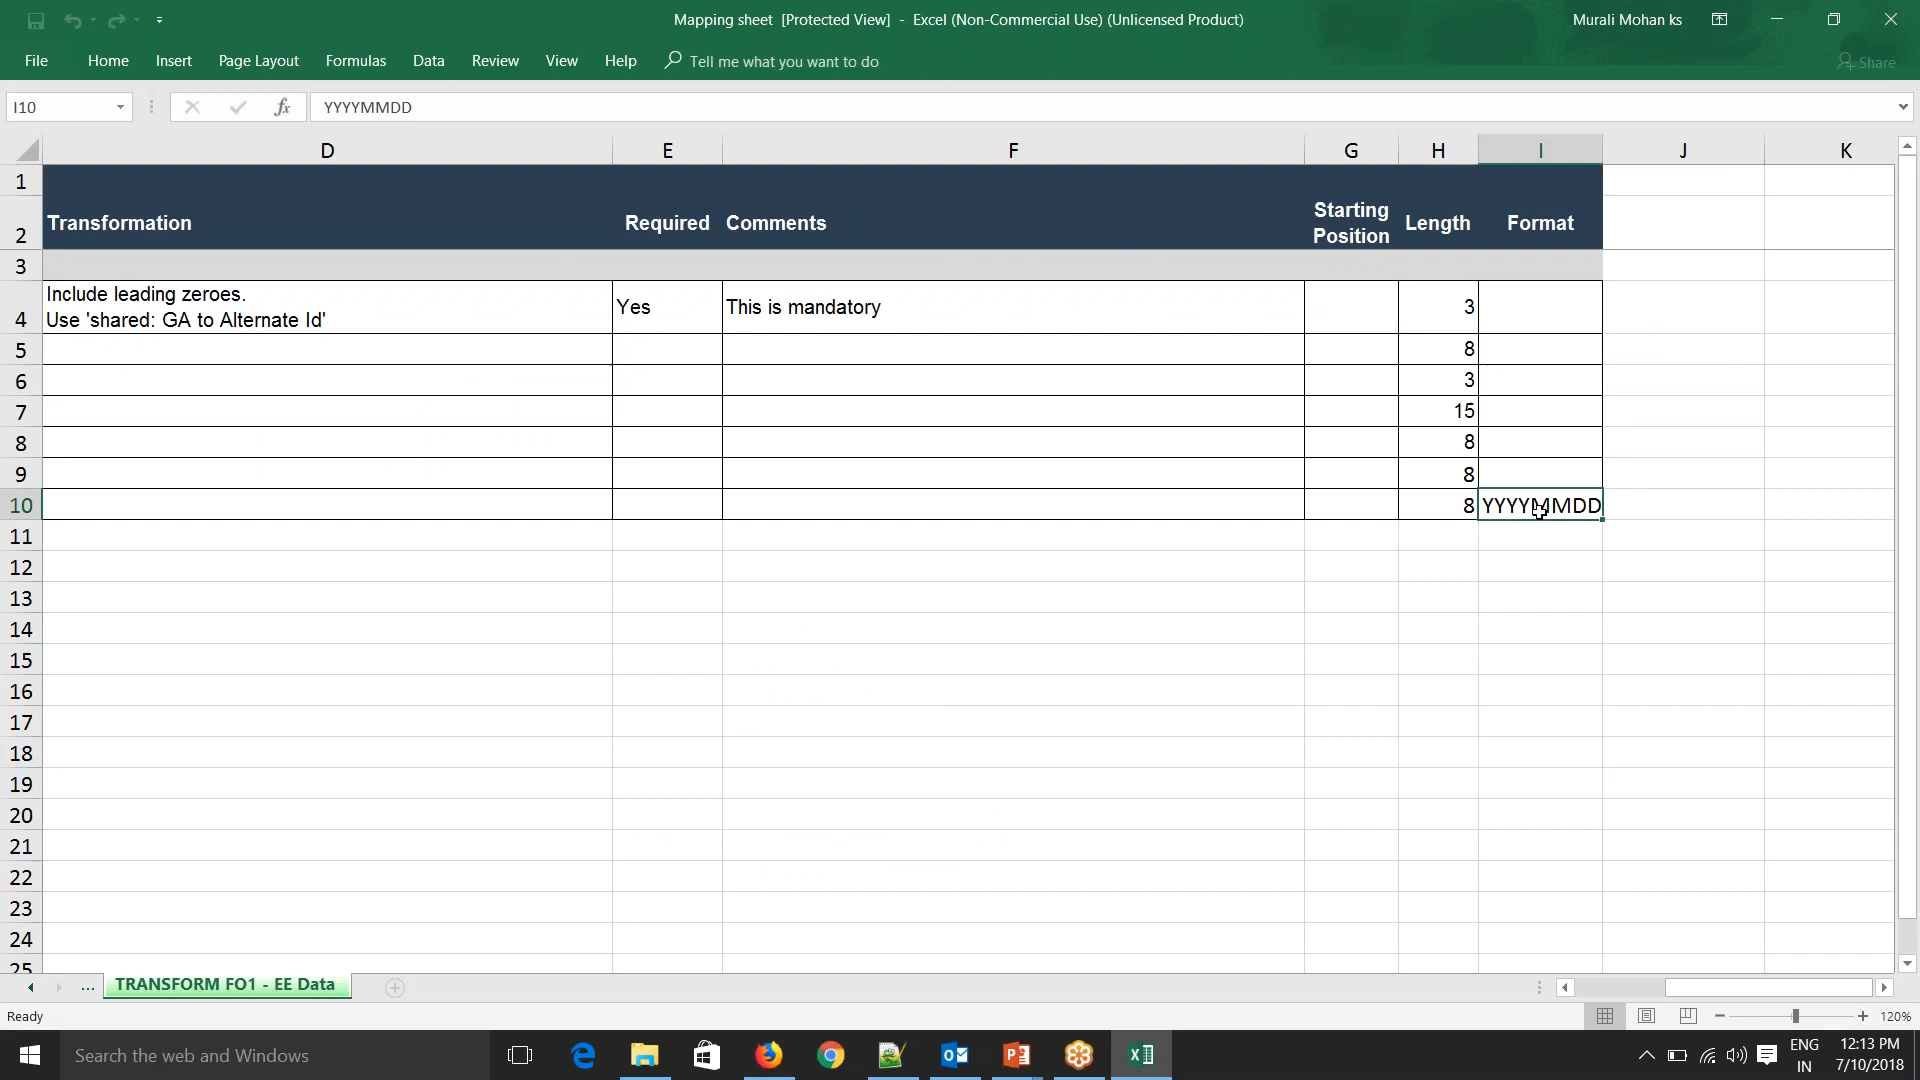 Mapping sheet [Protected View] - Excel (Non-Commercial Use) (Unlicensed Product)
Murali Mohan ks
File Home Insert Page Layout Formulas Data Review View Help Tell me what you want to do
Share
I10
fx YYYYMMDD
D E F G H I J K
1
2 Transformation Required Comments Starting Position Length Format
3
4 Include leading zeroes.
Use 'shared: GA to Alternate Id' Yes This is mandatory 3
5 8
6 3
7 15
8 8
9 8
10 8 YYYYMMDD
11
12
13
14
15
16
17
18
19
20
21
22
23
24
25
... TRANSFORM FO1 - EE Data
Ready
120%
Search the web and Windows
ENG
IN
12:13 PM
7/10/2018